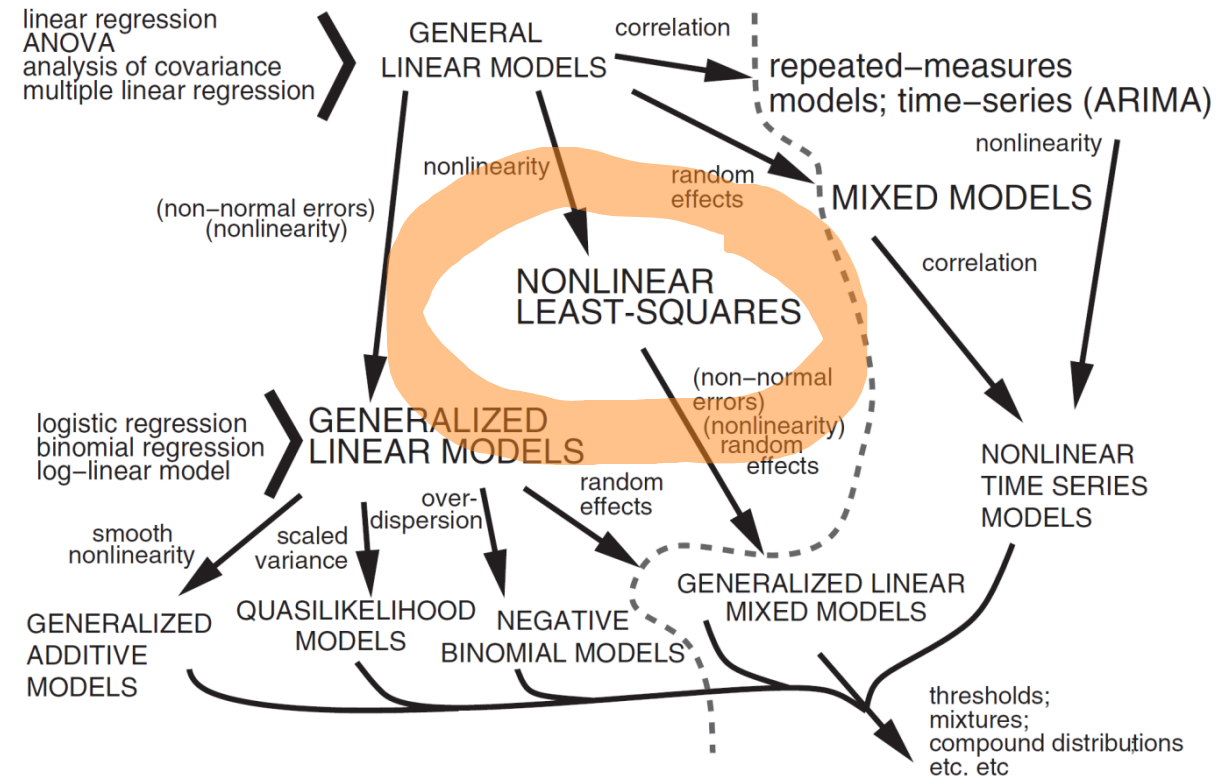 linear regression
ANOVA
analysis of covariance
multiple linear regression
GENERAL
LINEAR MODELS
correlation
repeated−measures
models; time−series (ARIMA)
nonlinearity
nonlinearity
random
effects
MIXED MODELS
(non−normal errors)
(nonlinearity)
correlation
NONLINEAR
LEAST-SQUARES
(non−normal
errors)
(nonlinearity)
random
effects
logistic regression
binomial regression
log−linear model
GENERALIZED
LINEAR MODELS
NONLINEAR
TIME SERIES
MODELS
smooth
nonlinearity
scaled
variance
over-
dispersion
random
effects
GENERALIZED LINEAR
MIXED MODELS
GENERALIZED
ADDITIVE
MODELS
QUASILIKELIHOOD
MODELS
NEGATIVE
BINOMIAL MODELS
thresholds;
mixtures;
compound distributions;
etc. etc